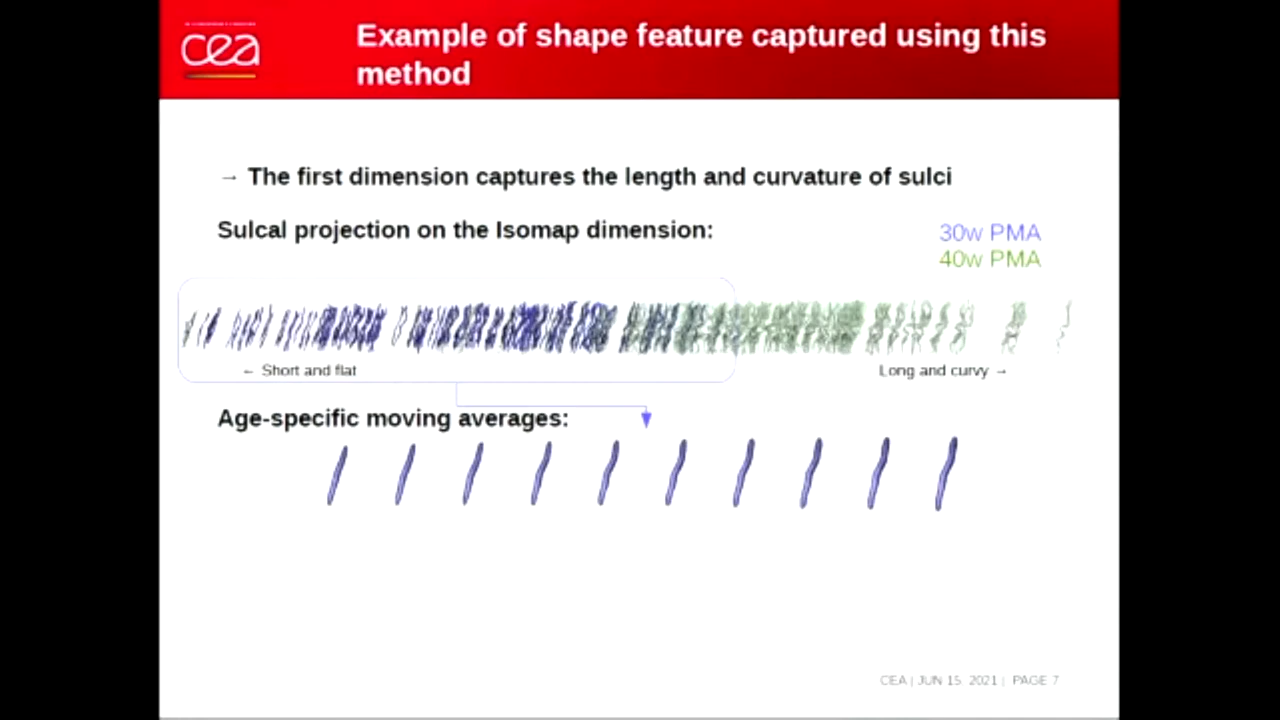 cea
Example of shape feature captured using this
method
→ The first dimension captures the length and curvature of sulci
Sulcal projection on the Isomap dimension:
30w PMA
40w PMA
← Short and flat
Long and curvy →
Age-specific moving averages:
CEA | JUN 15. 2021 | PAGE 7